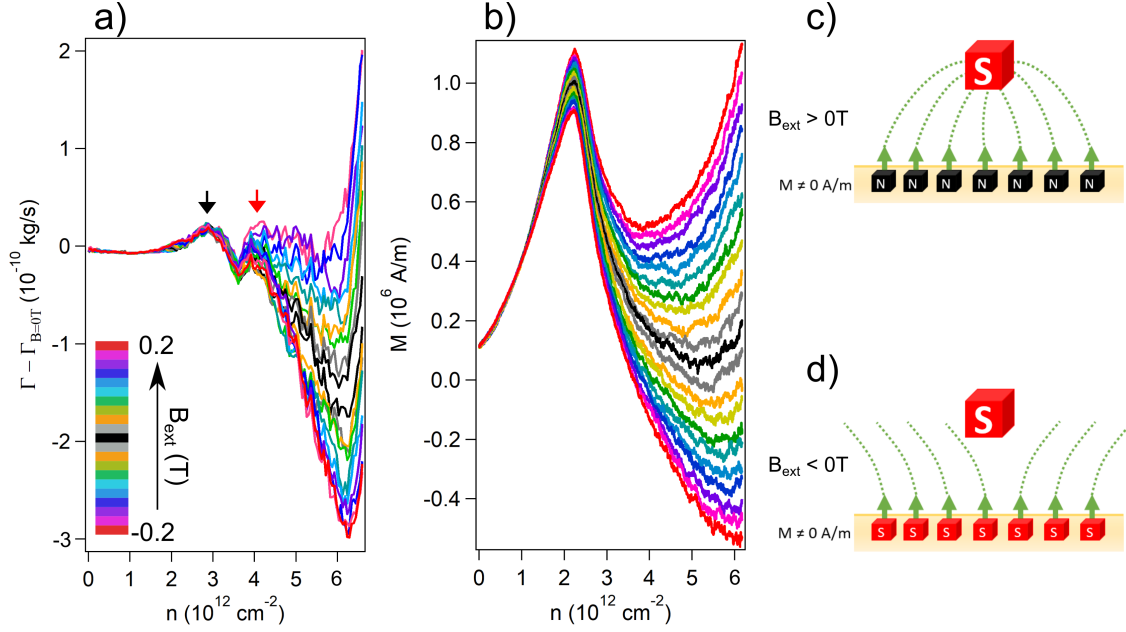 a)
Γ − Γ_B=0T (10^-10 kg/s)
2
1
0
-1
-2
-3
0.2
B_ext (T)
-0.2
0 1 2 3 4 5 6
n (10^12 cm^-2)
b)
M (10^6 A/m)
1.0
0.8
0.6
0.4
0.2
0.0
-0.2
-0.4
0 1 2 3 4 5 6
n (10^12 cm^-2)
c)
S
B_ext > 0T
M ≠ 0 A/m
N N N N N N N
d)
S
B_ext < 0T
M ≠ 0 A/m
S S S S S S S